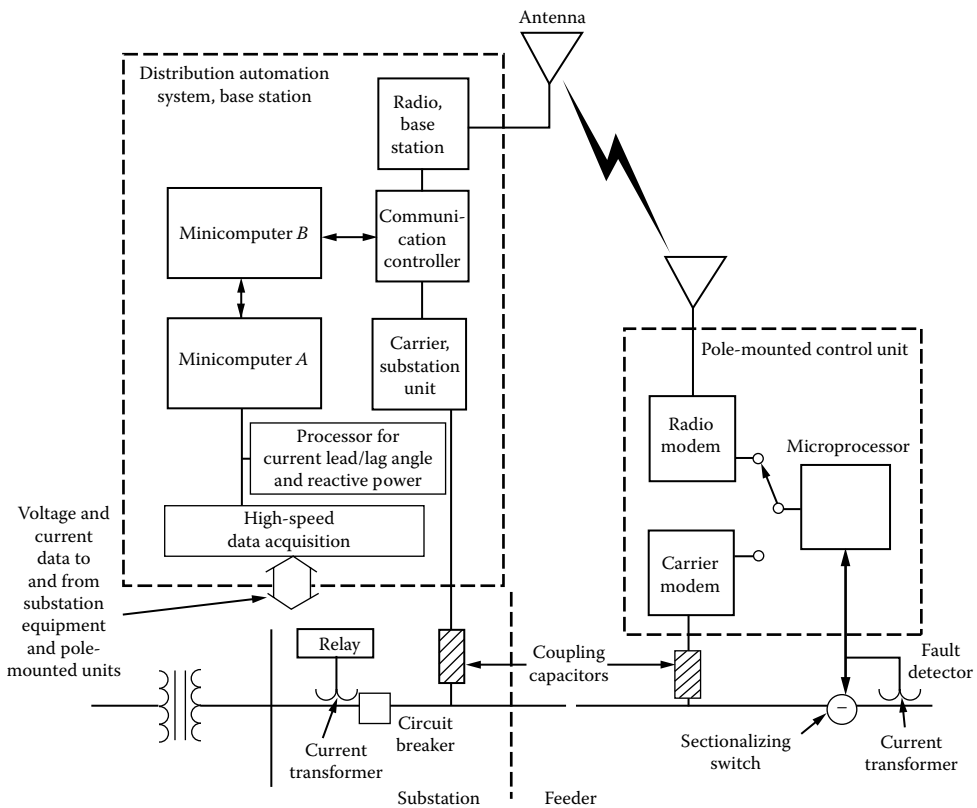 Antenna
Distribution automation
system, base station
Radio,
base
station
Minicomputer B
Communi-
cation
controller
Minicomputer A
Carrier,
substation
unit
Processor for
current lead/lag angle
and reactive power
High-speed
data acquisition
Voltage and
current
data to
and from
substation
equipment
and pole-
mounted units
Pole-mounted control unit
Radio
modem
Microprocessor
Carrier
modem
Relay
Coupling
capacitors
Fault
detector
Circuit
breaker
Current
transformer
Sectionalizing
switch
Current
transformer
Substation
Feeder